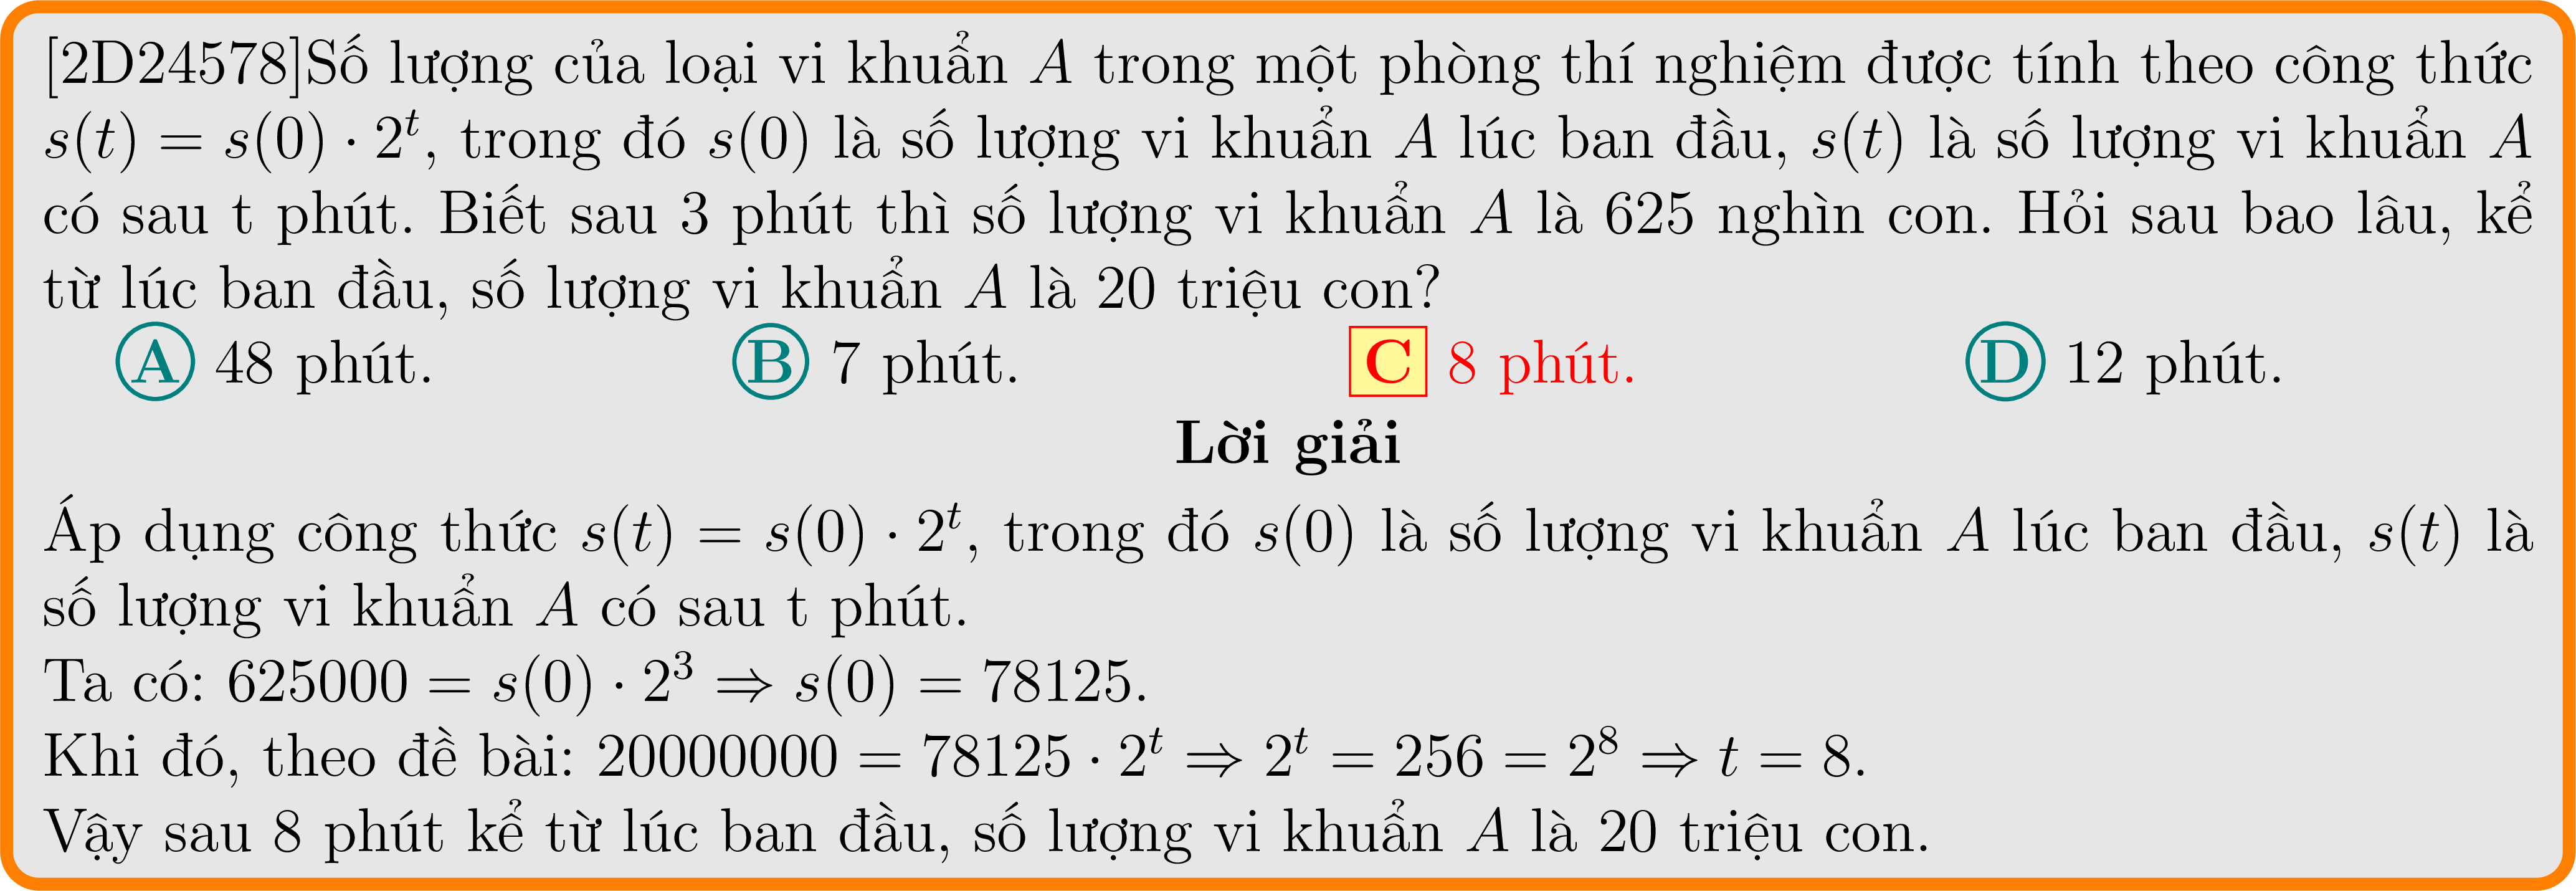 [2D24578]Số lượng của loại vi khuẩn A trong một phòng thí nghiệm được tính theo công thức
s(t) = s(0) · 2^t, trong đó s(0) là số lượng vi khuẩn A lúc ban đầu, s(t) là số lượng vi khuẩn A
có sau t phút. Biết sau 3 phút thì số lượng vi khuẩn A là 625 nghìn con. Hỏi sau bao lâu, kể
từ lúc ban đầu, số lượng vi khuẩn A là 20 triệu con?
A 48 phút. B 7 phút. C 8 phút. D 12 phút.
Lời giải
Áp dụng công thức s(t) = s(0) · 2^t, trong đó s(0) là số lượng vi khuẩn A lúc ban đầu, s(t) là
số lượng vi khuẩn A có sau t phút.
Ta có: 625000 = s(0) · 2^3 ⇒ s(0) = 78125.
Khi đó, theo đề bài: 20000000 = 78125 · 2^t ⇒ 2^t = 256 = 2^8 ⇒ t = 8.
Vậy sau 8 phút kể từ lúc ban đầu, số lượng vi khuẩn A là 20 triệu con.